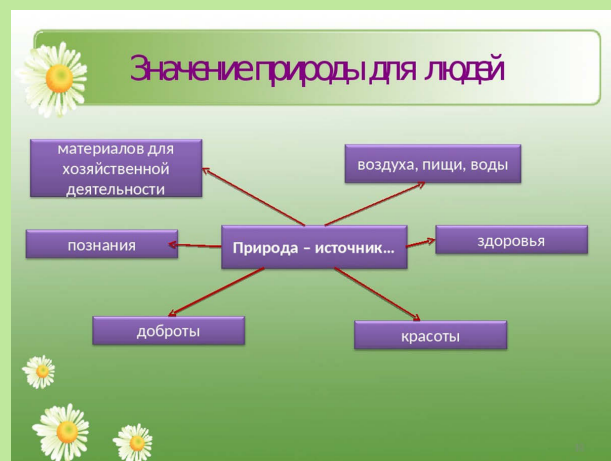 Значение природы для людей
материалов для
хозяйственной
деятельности
воздуха, пищи, воды
познания
Природа – источник...
здоровья
доброты
красоты